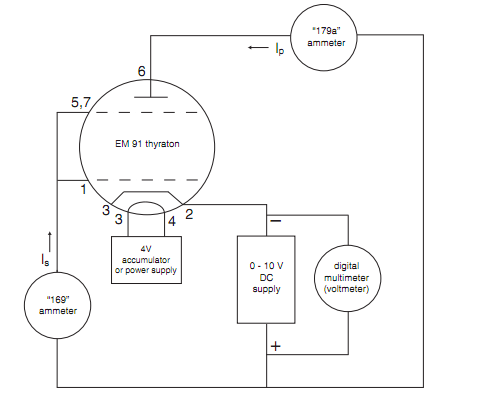 "179a"
ammeter
← Ip
6
5,7
EM 91 thyraton
1
3
3
4
2
4V
accumulator
or power supply
Is
"169"
ammeter
−
0 - 10 V
DC
supply
digital
multimeter
(voltmeter)
+